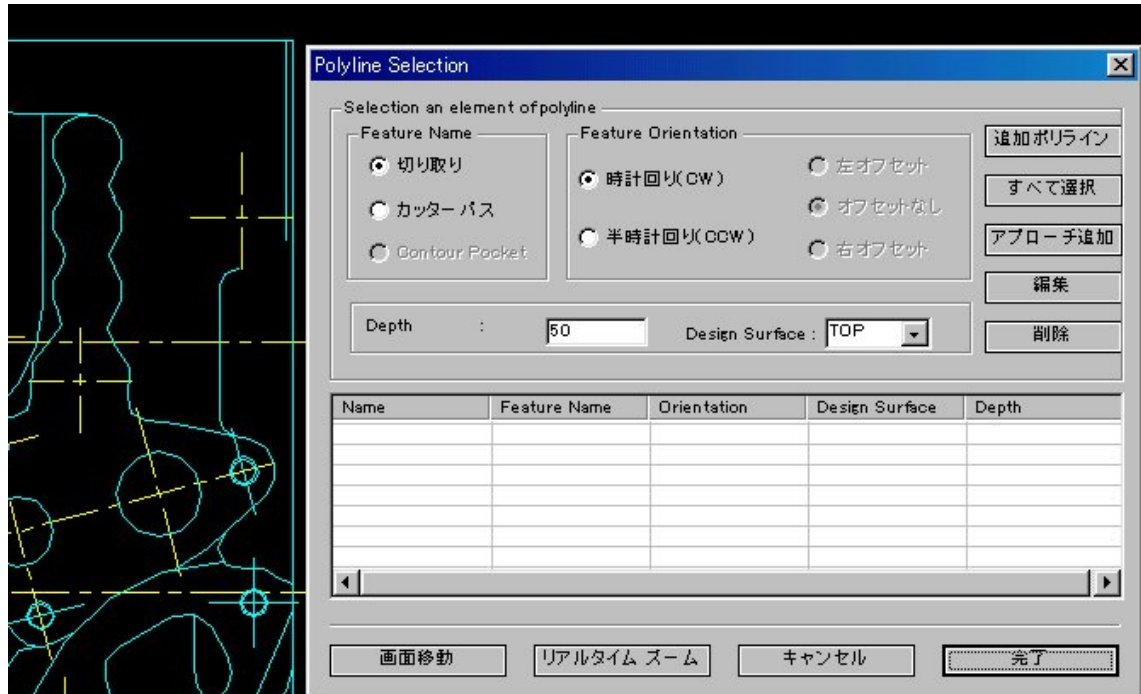 Polyline Selection
Selection an element of polyline
Feature Name
切り取り
カッター パス
Contour Pocket
Feature Orientation
時計回り(CW)
半時計回り(CCW)
左オフセット
オフセットなし
右オフセット
追加ポリライン
すべて選択
アプローチ追加
編集
削除
Depth : 50
Design Surface : TOP
Name Feature Name Orientation Design Surface Depth
画面移動 リアルタイム ズーム キャンセル 完了